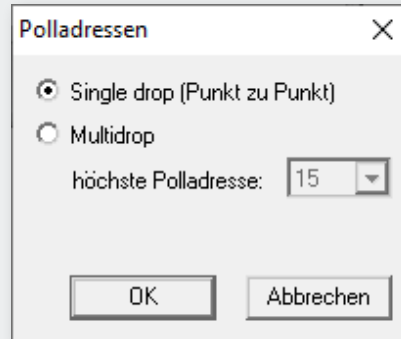 Polladressen
Single drop (Punkt zu Punkt)
Multidrop
höchste Polladresse: 15
OK Abbrechen